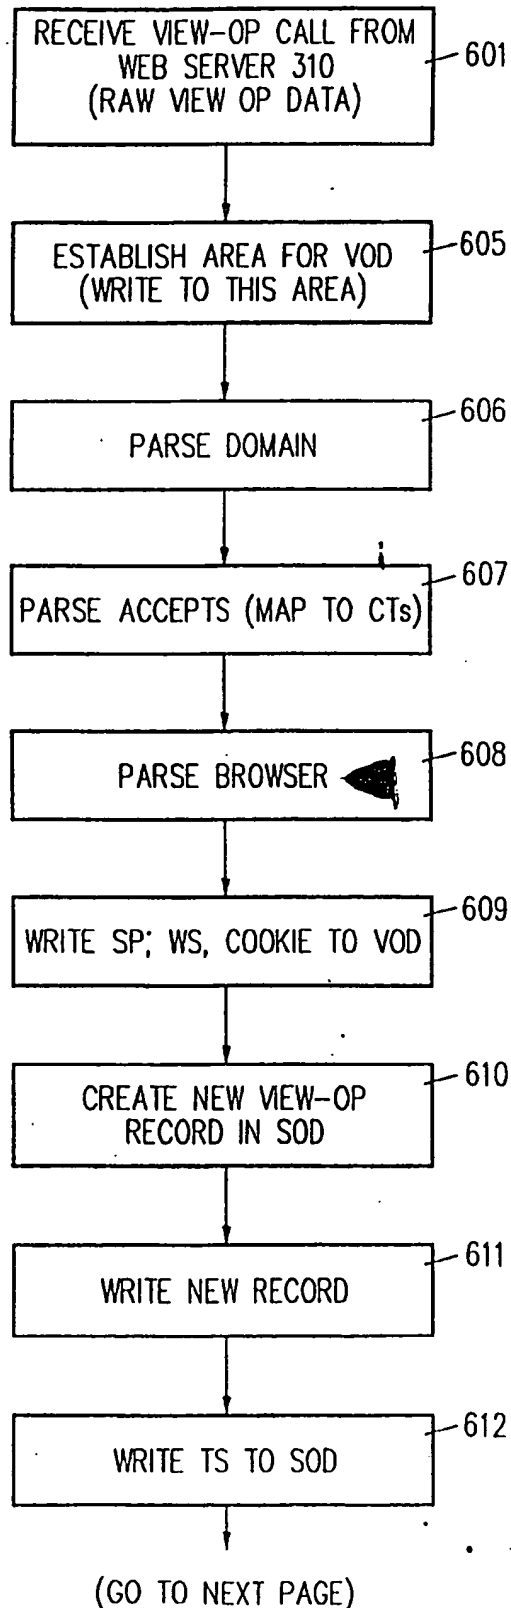 RECEIVE VIEW-OP CALL FROM
WEB SERVER 310
(RAW VIEW OP DATA)
601
ESTABLISH AREA FOR VOD
(WRITE TO THIS AREA)
605
PARSE DOMAIN
606
PARSE ACCEPTS (MAP TO CTs)
607
PARSE BROWSER
608
WRITE SP; WS, COOKIE TO VOD
609
CREATE NEW VIEW-OP
RECORD IN SOD
610
WRITE NEW RECORD
611
WRITE TS TO SOD
612
(GO TO NEXT PAGE)